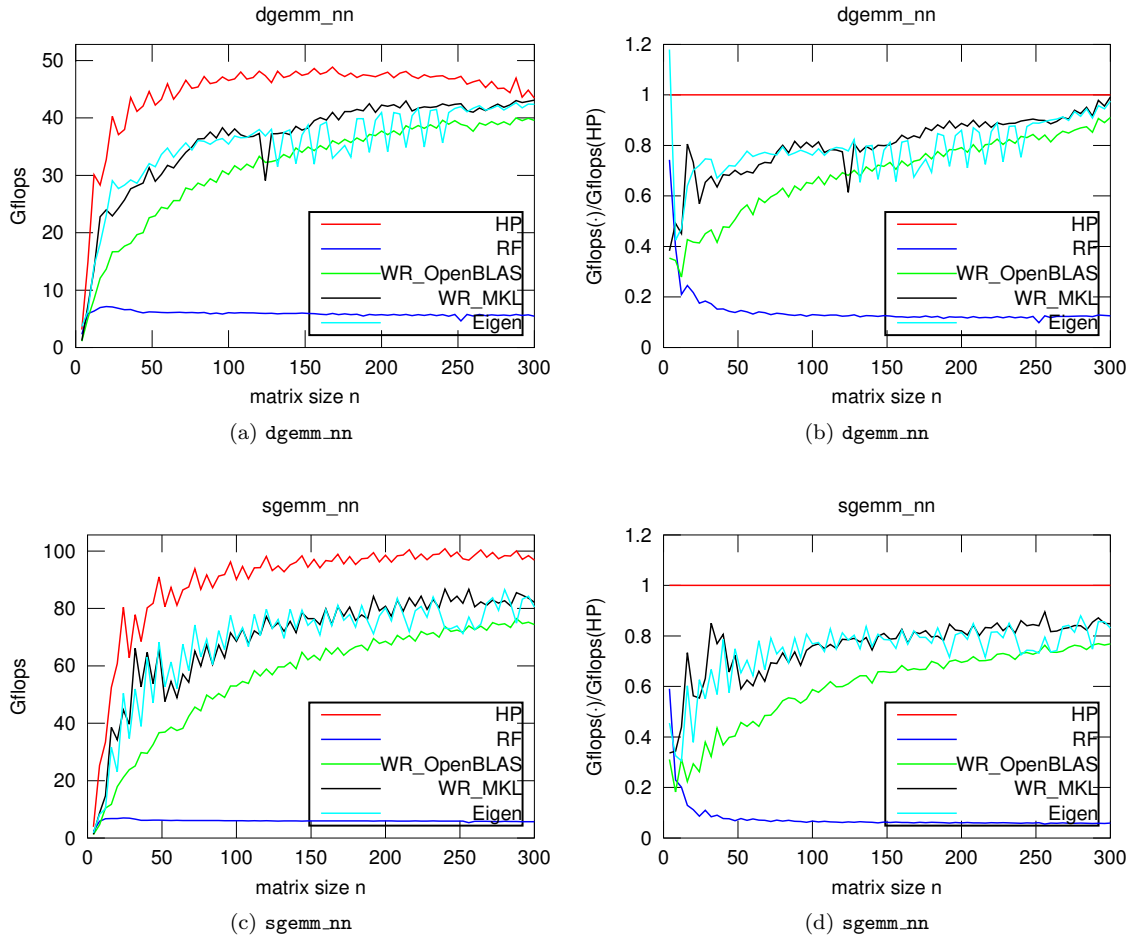 dgemm_nn
Gflops
50
40
30
20
10
0
HP
RF
WR_OpenBLAS
WR_MKL
Eigen
0 50 100 150 200 250 300
matrix size n
(a) dgemm_nn
dgemm_nn
Gflops(·)/Gflops(HP)
1.2
1
0.8
0.6
0.4
0.2
0
HP
RF
WR_OpenBLAS
WR_MKL
Eigen
0 50 100 150 200 250 300
matrix size n
(b) dgemm_nn
sgemm_nn
Gflops
100
80
60
40
20
0
HP
RF
WR_OpenBLAS
WR_MKL
Eigen
0 50 100 150 200 250 300
matrix size n
(c) sgemm_nn
sgemm_nn
Gflops(·)/Gflops(HP)
1.2
1
0.8
0.6
0.4
0.2
0
HP
RF
WR_OpenBLAS
WR_MKL
Eigen
0 50 100 150 200 250 300
matrix size n
(d) sgemm_nn